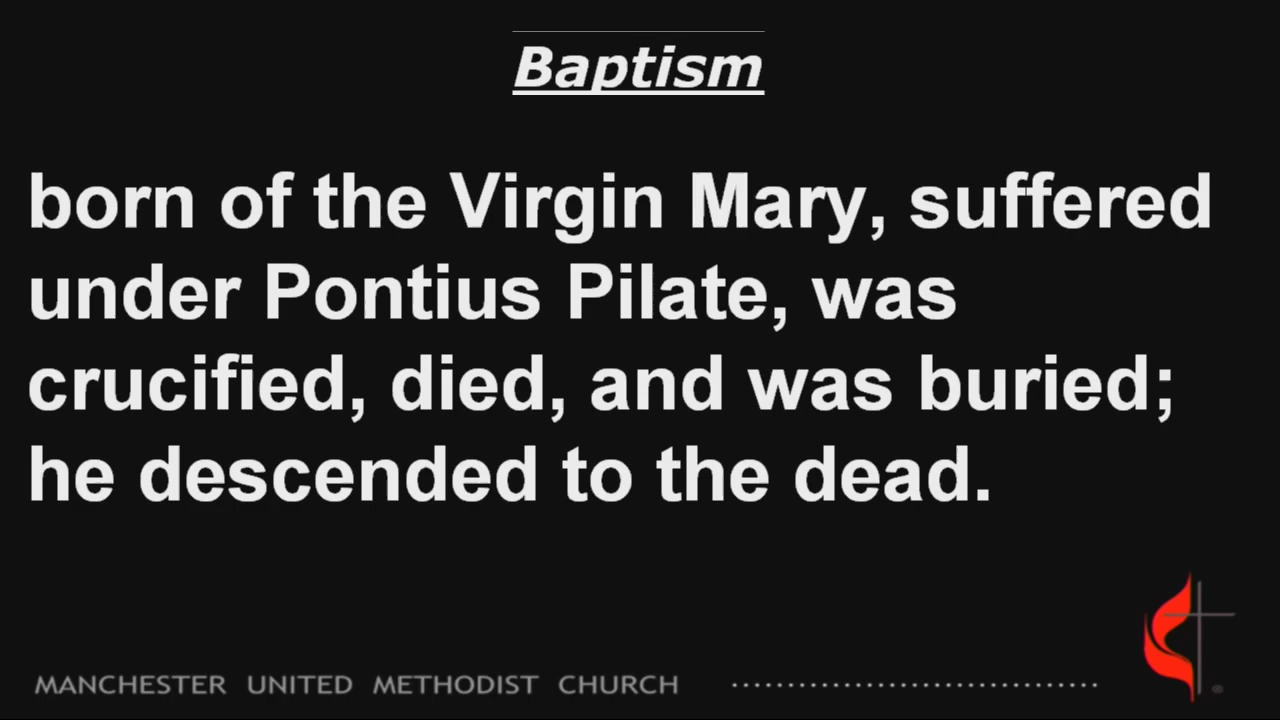 Baptism
born of the Virgin Mary, suffered
under Pontius Pilate, was
crucified, died, and was buried;
he descended to the dead.
MANCHESTER UNITED METHODIST CHURCH